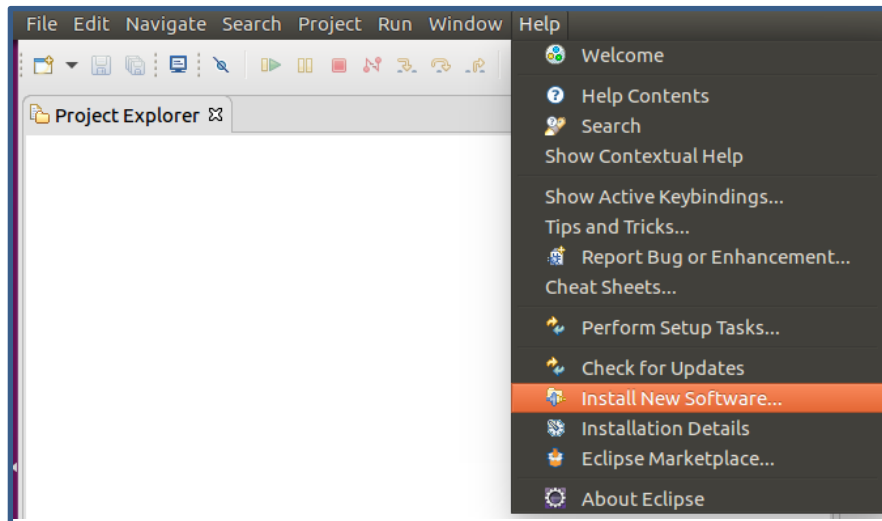 File Edit Navigate Search Project Run Window Help
Project Explorer
Welcome
Help Contents
Search
Show Contextual Help
Show Active Keybindings...
Tips and Tricks...
Report Bug or Enhancement...
Cheat Sheets...
Perform Setup Tasks...
Check for Updates
Install New Software...
Installation Details
Eclipse Marketplace...
About Eclipse